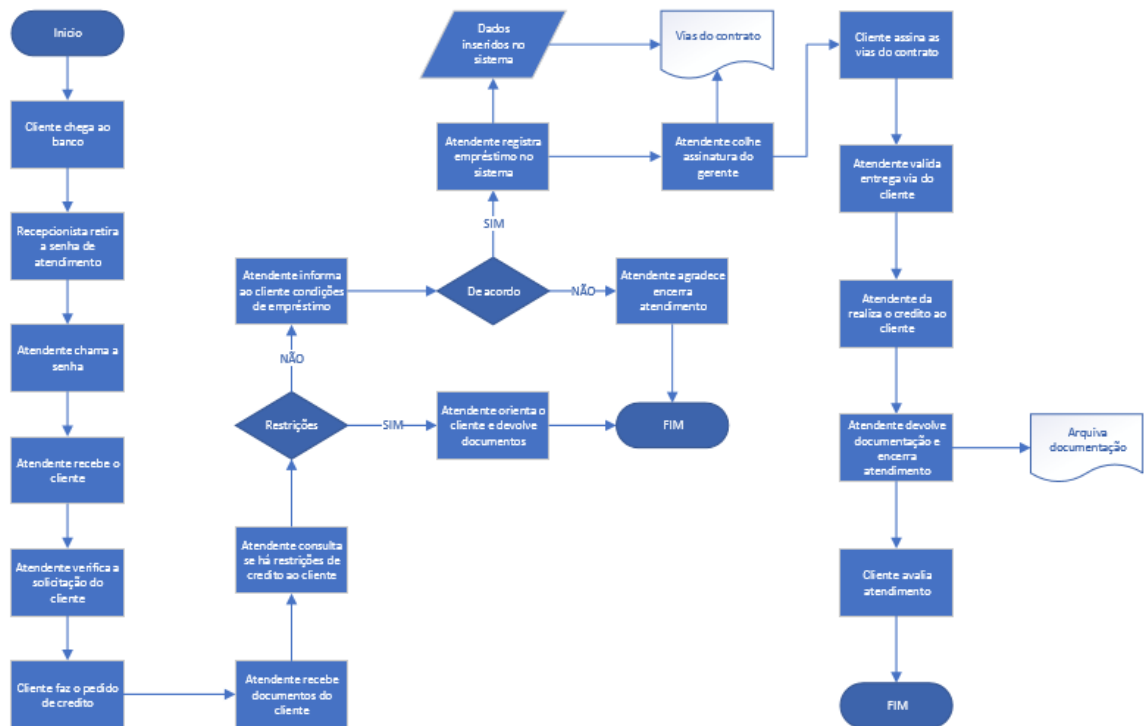 Inicio
Cliente chega ao
banco
Recepcionista retira
a senha de
atendimento
Atendente chama a
senha
Atendente recebe o
cliente
Atendente verifica a
solicitação do
cliente
Cliente faz o pedido
de credito
Atendente recebe
documentos do
cliente
Atendente consulta
se há restrições de
credito ao cliente
Restrições
NÃO
SIM
Atendente informa
ao cliente condições
de empréstimo
Atendente orienta o
cliente e devolve
documentos
De acordo
SIM
NÃO
Atendente agradece
encerra
atendimento
FIM
Atendente registra
empréstimo no
sistema
Dados
inseridos no
sistema
Vias do contrato
Atendente colhe
assinatura do
gerente
Cliente assina as
vias do contrato
Atendente valida
entrega via do
cliente
Atendente da
realiza o credito ao
cliente
Atendente devolve
documentação e
encerra
atendimento
Arquiva
documentação
Cliente avalia
atendimento
FIM